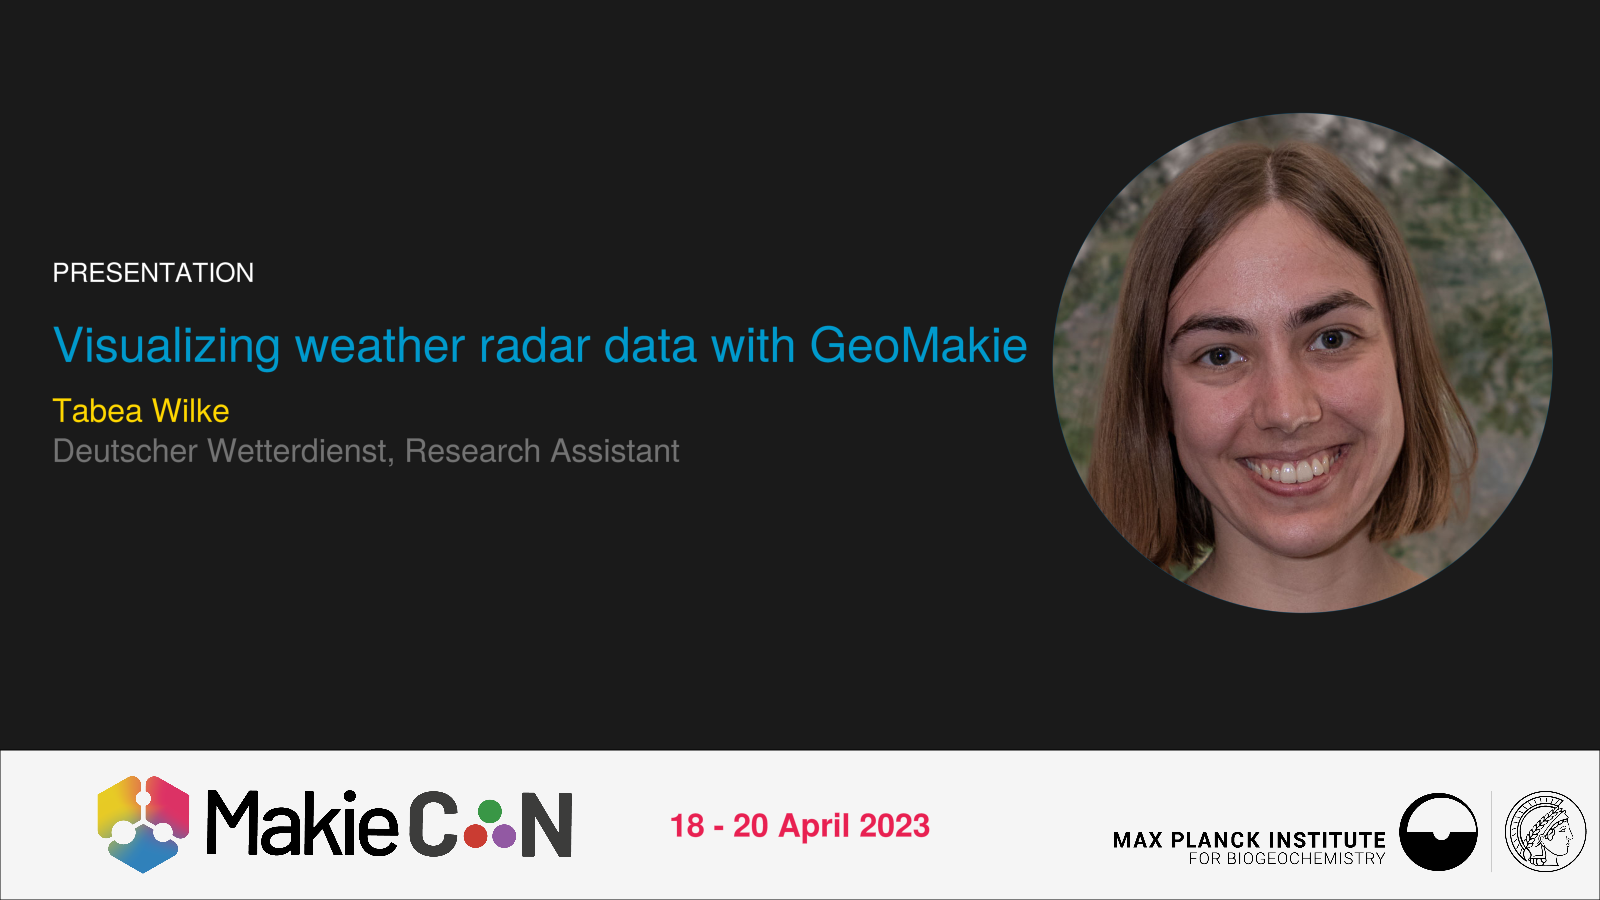 PRESENTATION
Visualizing weather radar data with GeoMakie
Tabea Wilke
Deutscher Wetterdienst, Research Assistant
MakieCON
18 - 20 April 2023
MAX PLANCK INSTITUTE
FOR BIOGEOCHEMISTRY